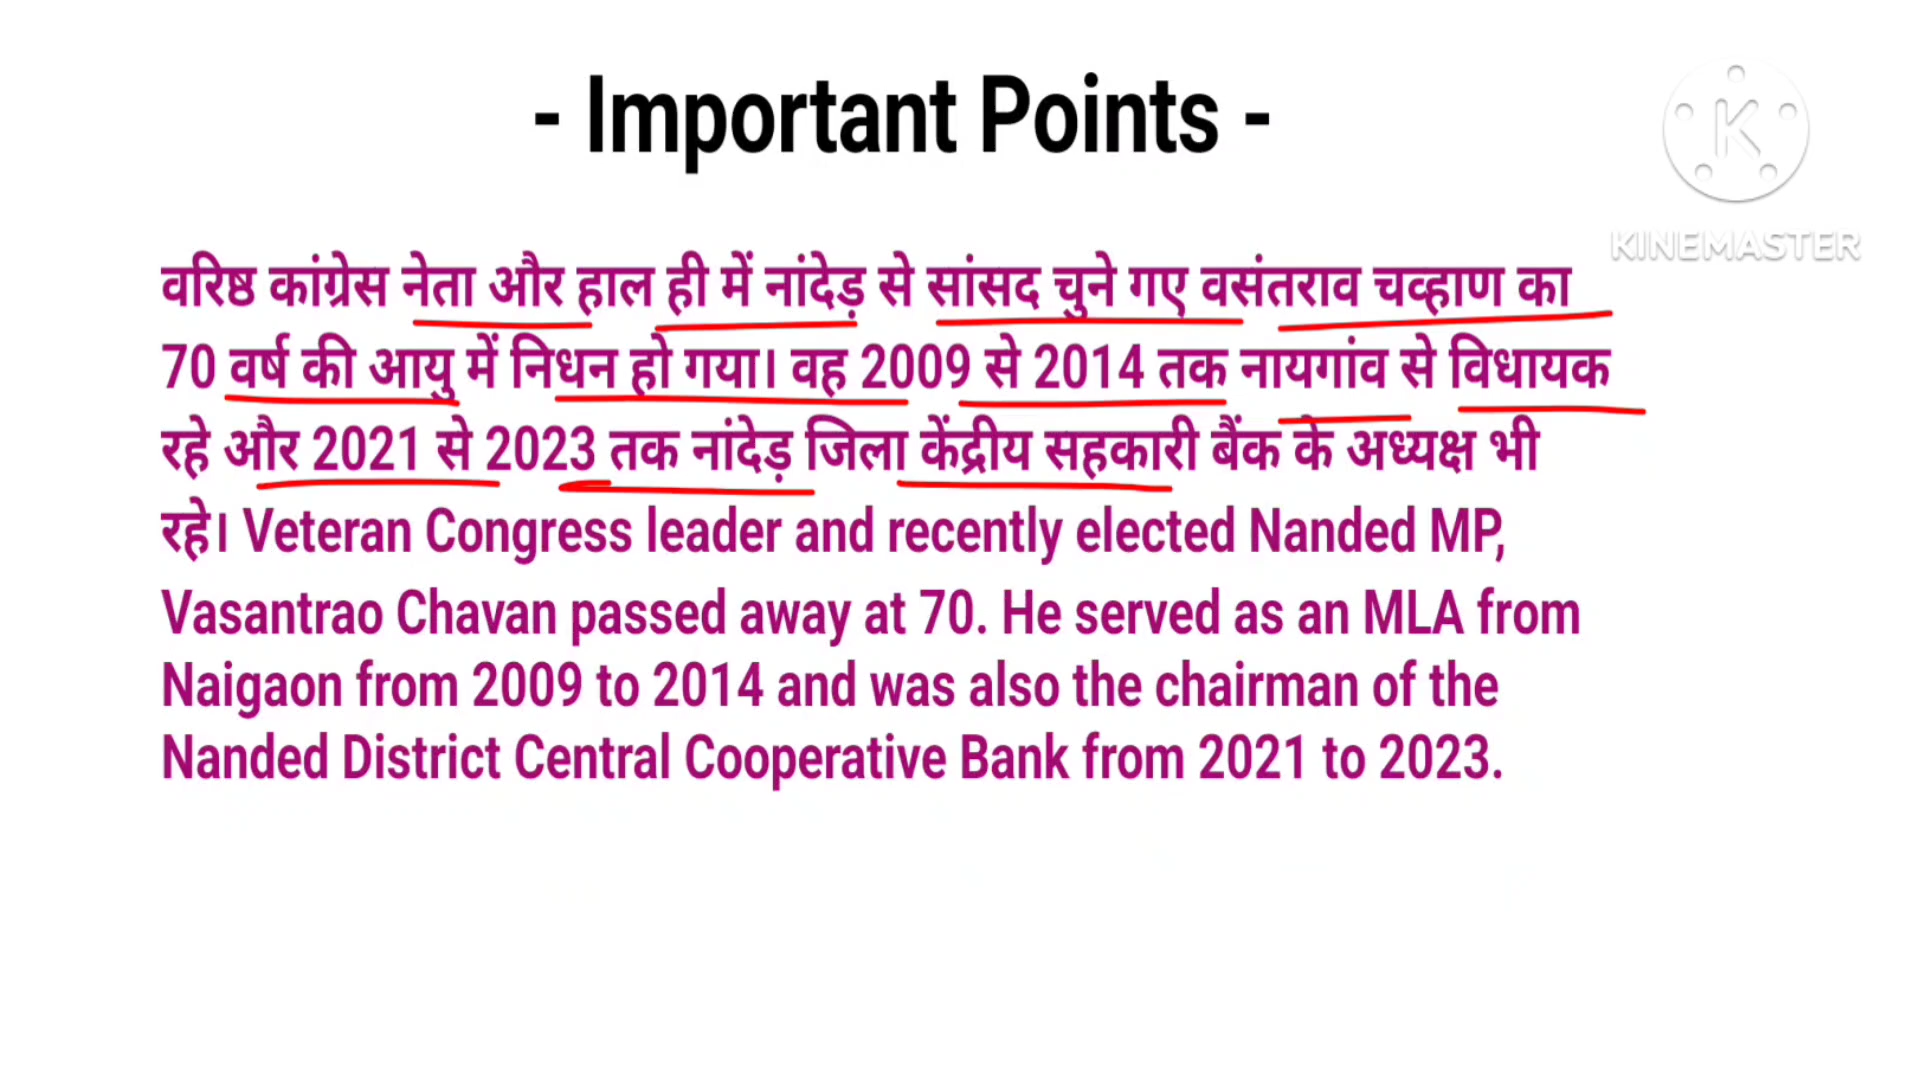 - Important Points -
K
KINEMASTER
वरिष्ठ कांग्रेस नेता और हाल ही में नांदेड़ से सांसद चुने गए वसंतराव चव्हाण का
70 वर्ष की आयु में निधन हो गया। वह 2009 से 2014 तक नायगांव से विधायक
रहे और 2021 से 2023 तक नांदेड़ जिला केंद्रीय सहकारी बैंक के अध्यक्ष भी
रहे। Veteran Congress leader and recently elected Nanded MP,
Vasantrao Chavan passed away at 70. He served as an MLA from
Naigaon from 2009 to 2014 and was also the chairman of the
Nanded District Central Cooperative Bank from 2021 to 2023.